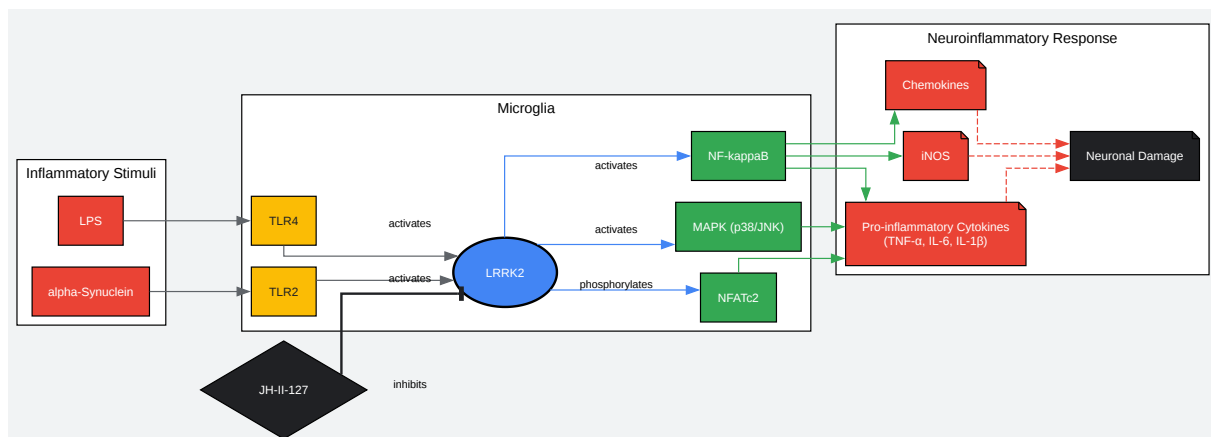 Neuroinflammatory Response
Chemokines
Microglia
NF-kappaB
iNOS
Neuronal Damage
activates
Inflammatory Stimuli
LPS
TLR4
activates
activates
MAPK (p38/JNK)
Pro-inflammatory Cytokines
(TNF-α, IL-6, IL-1β)
alpha-Synuclein
TLR2
activates
LRRK2
phosphorylates
NFATc2
JH-II-127
inhibits